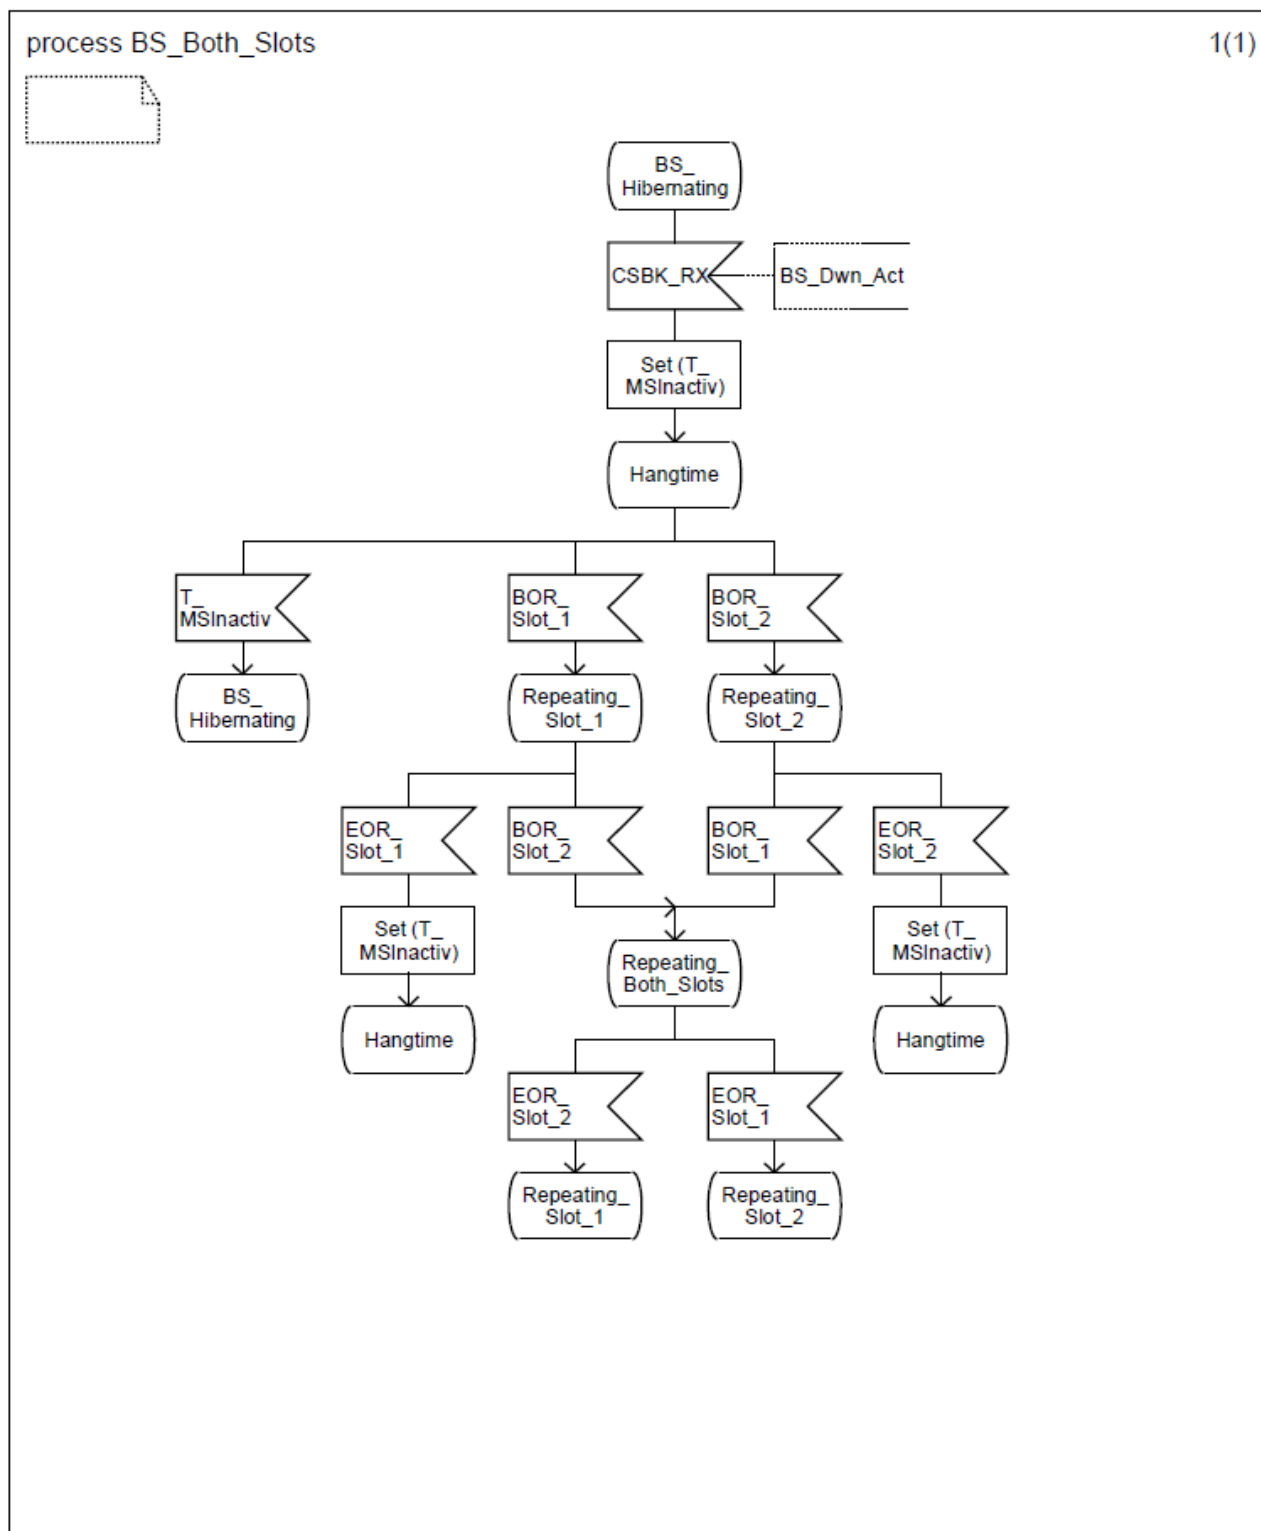 process BS_Both_Slots
1(1)
BS_
Hibernating
CSBK_RX
BS_Dwn_Act
Set (T_
MSInactiv)
Hangtime
T_
MSInactiv
BOR_
Slot_1
BOR_
Slot_2
BS_
Hibernating
Repeating_
Slot_1
Repeating_
Slot_2
EOR_
Slot_1
BOR_
Slot_2
BOR_
Slot_1
EOR_
Slot_2
Set (T_
MSInactiv)
Repeating_
Both_Slots
Set (T_
MSInactiv)
Hangtime
Hangtime
EOR_
Slot_2
EOR_
Slot_1
Repeating_
Slot_1
Repeating_
Slot_2